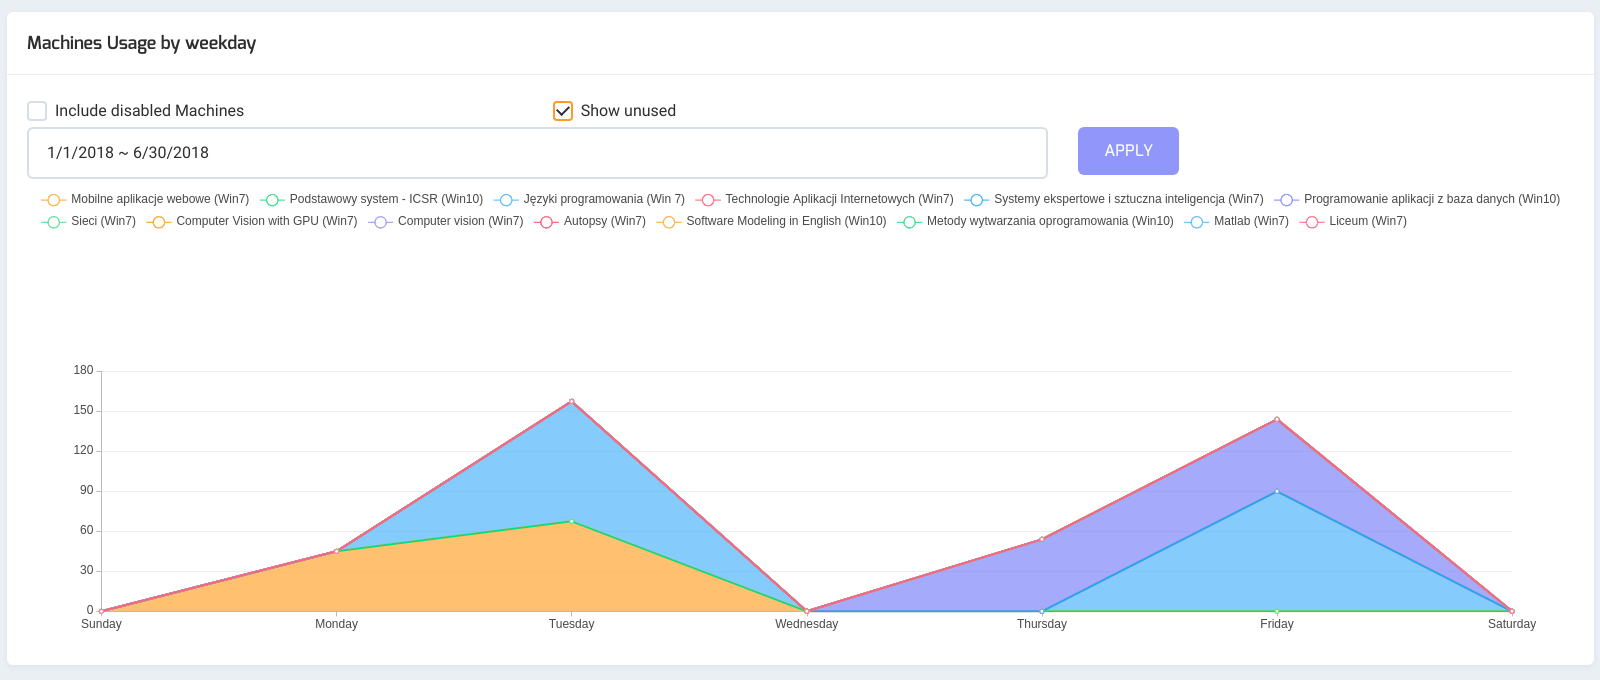 Machines Usage by weekday
Include disabled Machines Show unused
1/1/2018 ~ 6/30/2018 APPLY
Mobilne aplikacje webowe (Win7) Podstawowy system - ICSR (Win10) Języki programowania (Win 7) Technologie Aplikacji Internetowych (Win7) Systemy ekspertowe i sztuczna inteligencja (Win7) Programowanie aplikacji z baza danych (Win10)
Sieci (Win7) Computer Vision with GPU (Win7) Computer vision (Win7) Autopsy (Win7) Software Modeling in English (Win10) Metody wytwarzania oprogramowania (Win10) Matlab (Win7) Liceum (Win7)
180
150
120
90
60
30
0
Sunday Monday Tuesday Wednesday Thursday Friday Saturday